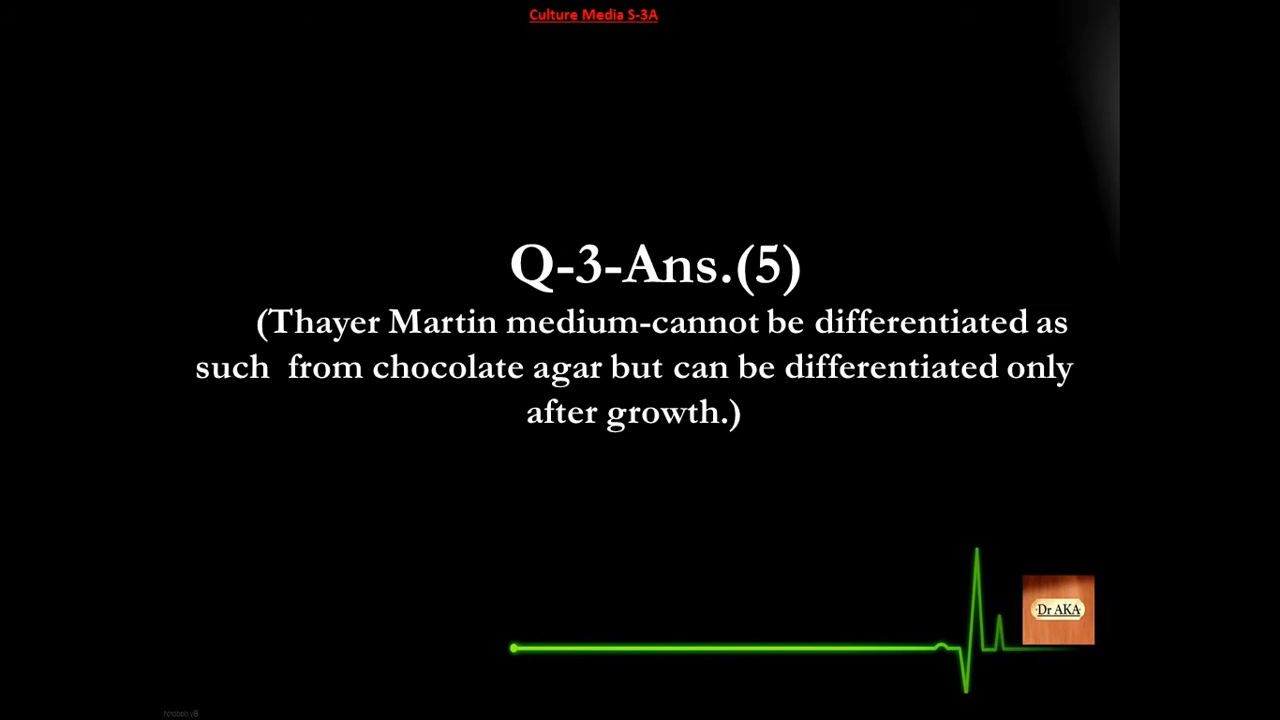 Culture Media S-3A
Q-3-Ans.(5)
(Thayer Martin medium-cannot be differentiated as
such from chocolate agar but can be differentiated only
after growth.)
Dr AKA